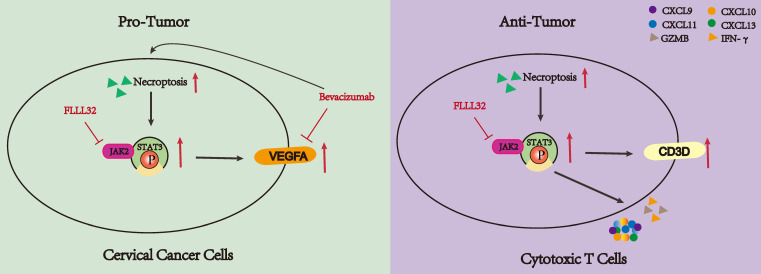 Pro-Tumor
Necroptosis
FLLL32
Bevacizumab
JAK2
STAT3
P
VEGFA
Cervical Cancer Cells
Anti-Tumor
CXCL9
CXCL10
CXCL11
CXCL13
GZMB
IFN-γ
Necroptosis
FLLL32
JAK2
STAT3
P
CD3D
Cytotoxic T Cells